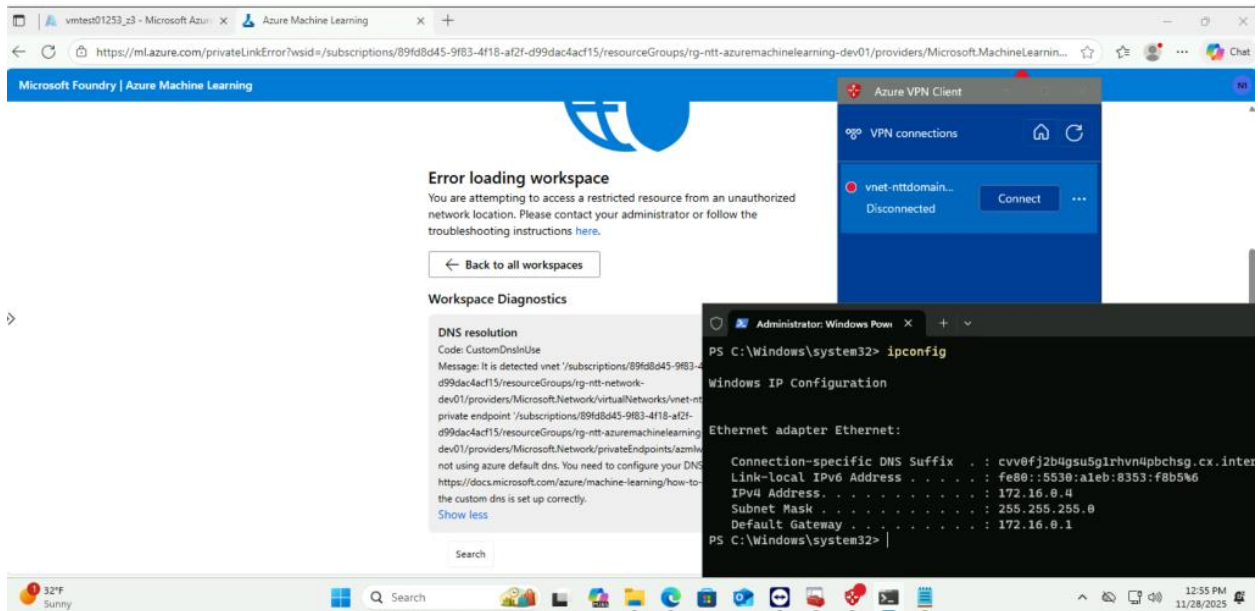 vmtest01253_z3 - Microsoft Azur
Azure Machine Learning
https://ml.azure.com/privateLinkError?wsid=/subscriptions/89fd8d45-9f83-4f18-af2f-d99dac4acf15/resourceGroups/rg-ntt-azuremachinelearning-dev01/providers/Microsoft.MachineLearnin...
Chat
Microsoft Foundry | Azure Machine Learning
NI
Azure VPN Client
VPN connections
vnet-nttdomain...
Disconnected
Connect
Error loading workspace
You are attempting to access a restricted resource from an unauthorized
network location. Please contact your administrator or follow the
troubleshooting instructions here.
Back to all workspaces
Workspace Diagnostics
DNS resolution
Code: CustomDnsInUse
Message: It is detected vnet '/subscriptions/89fd8d45-9f83-4
d99dac4acf15/resourceGroups/rg-ntt-network-
dev01/providers/Microsoft.Network/virtualNetworks/vnet-nt
private endpoint '/subscriptions/89fd8d45-9f83-4f18-af2f-
d99dac4acf15/resourceGroups/rg-ntt-azuremachinelearning
dev01/providers/Microsoft.Network/privateEndpoints/azmlw
not using azure default dns. You need to configure your DNS
https://docs.microsoft.com/azure/machine-learning/how-to-
the custom dns is set up correctly.
Show less
Search
Administrator: Windows Powe
PS C:\Windows\system32> ipconfig
Windows IP Configuration
Ethernet adapter Ethernet:
Connection-specific DNS Suffix . : cvv0fj2b4gsu5g1rhvn4pbchsg.cx.inter
Link-local IPv6 Address . . . . . : fe80::5530:a1eb:8353:f8b5%6
IPv4 Address. . . . . . . . . . . : 172.16.0.4
Subnet Mask . . . . . . . . . . . : 255.255.255.0
Default Gateway . . . . . . . . . : 172.16.0.1
PS C:\Windows\system32>
1
32°F
Sunny
Search
12:55 PM
11/28/2025